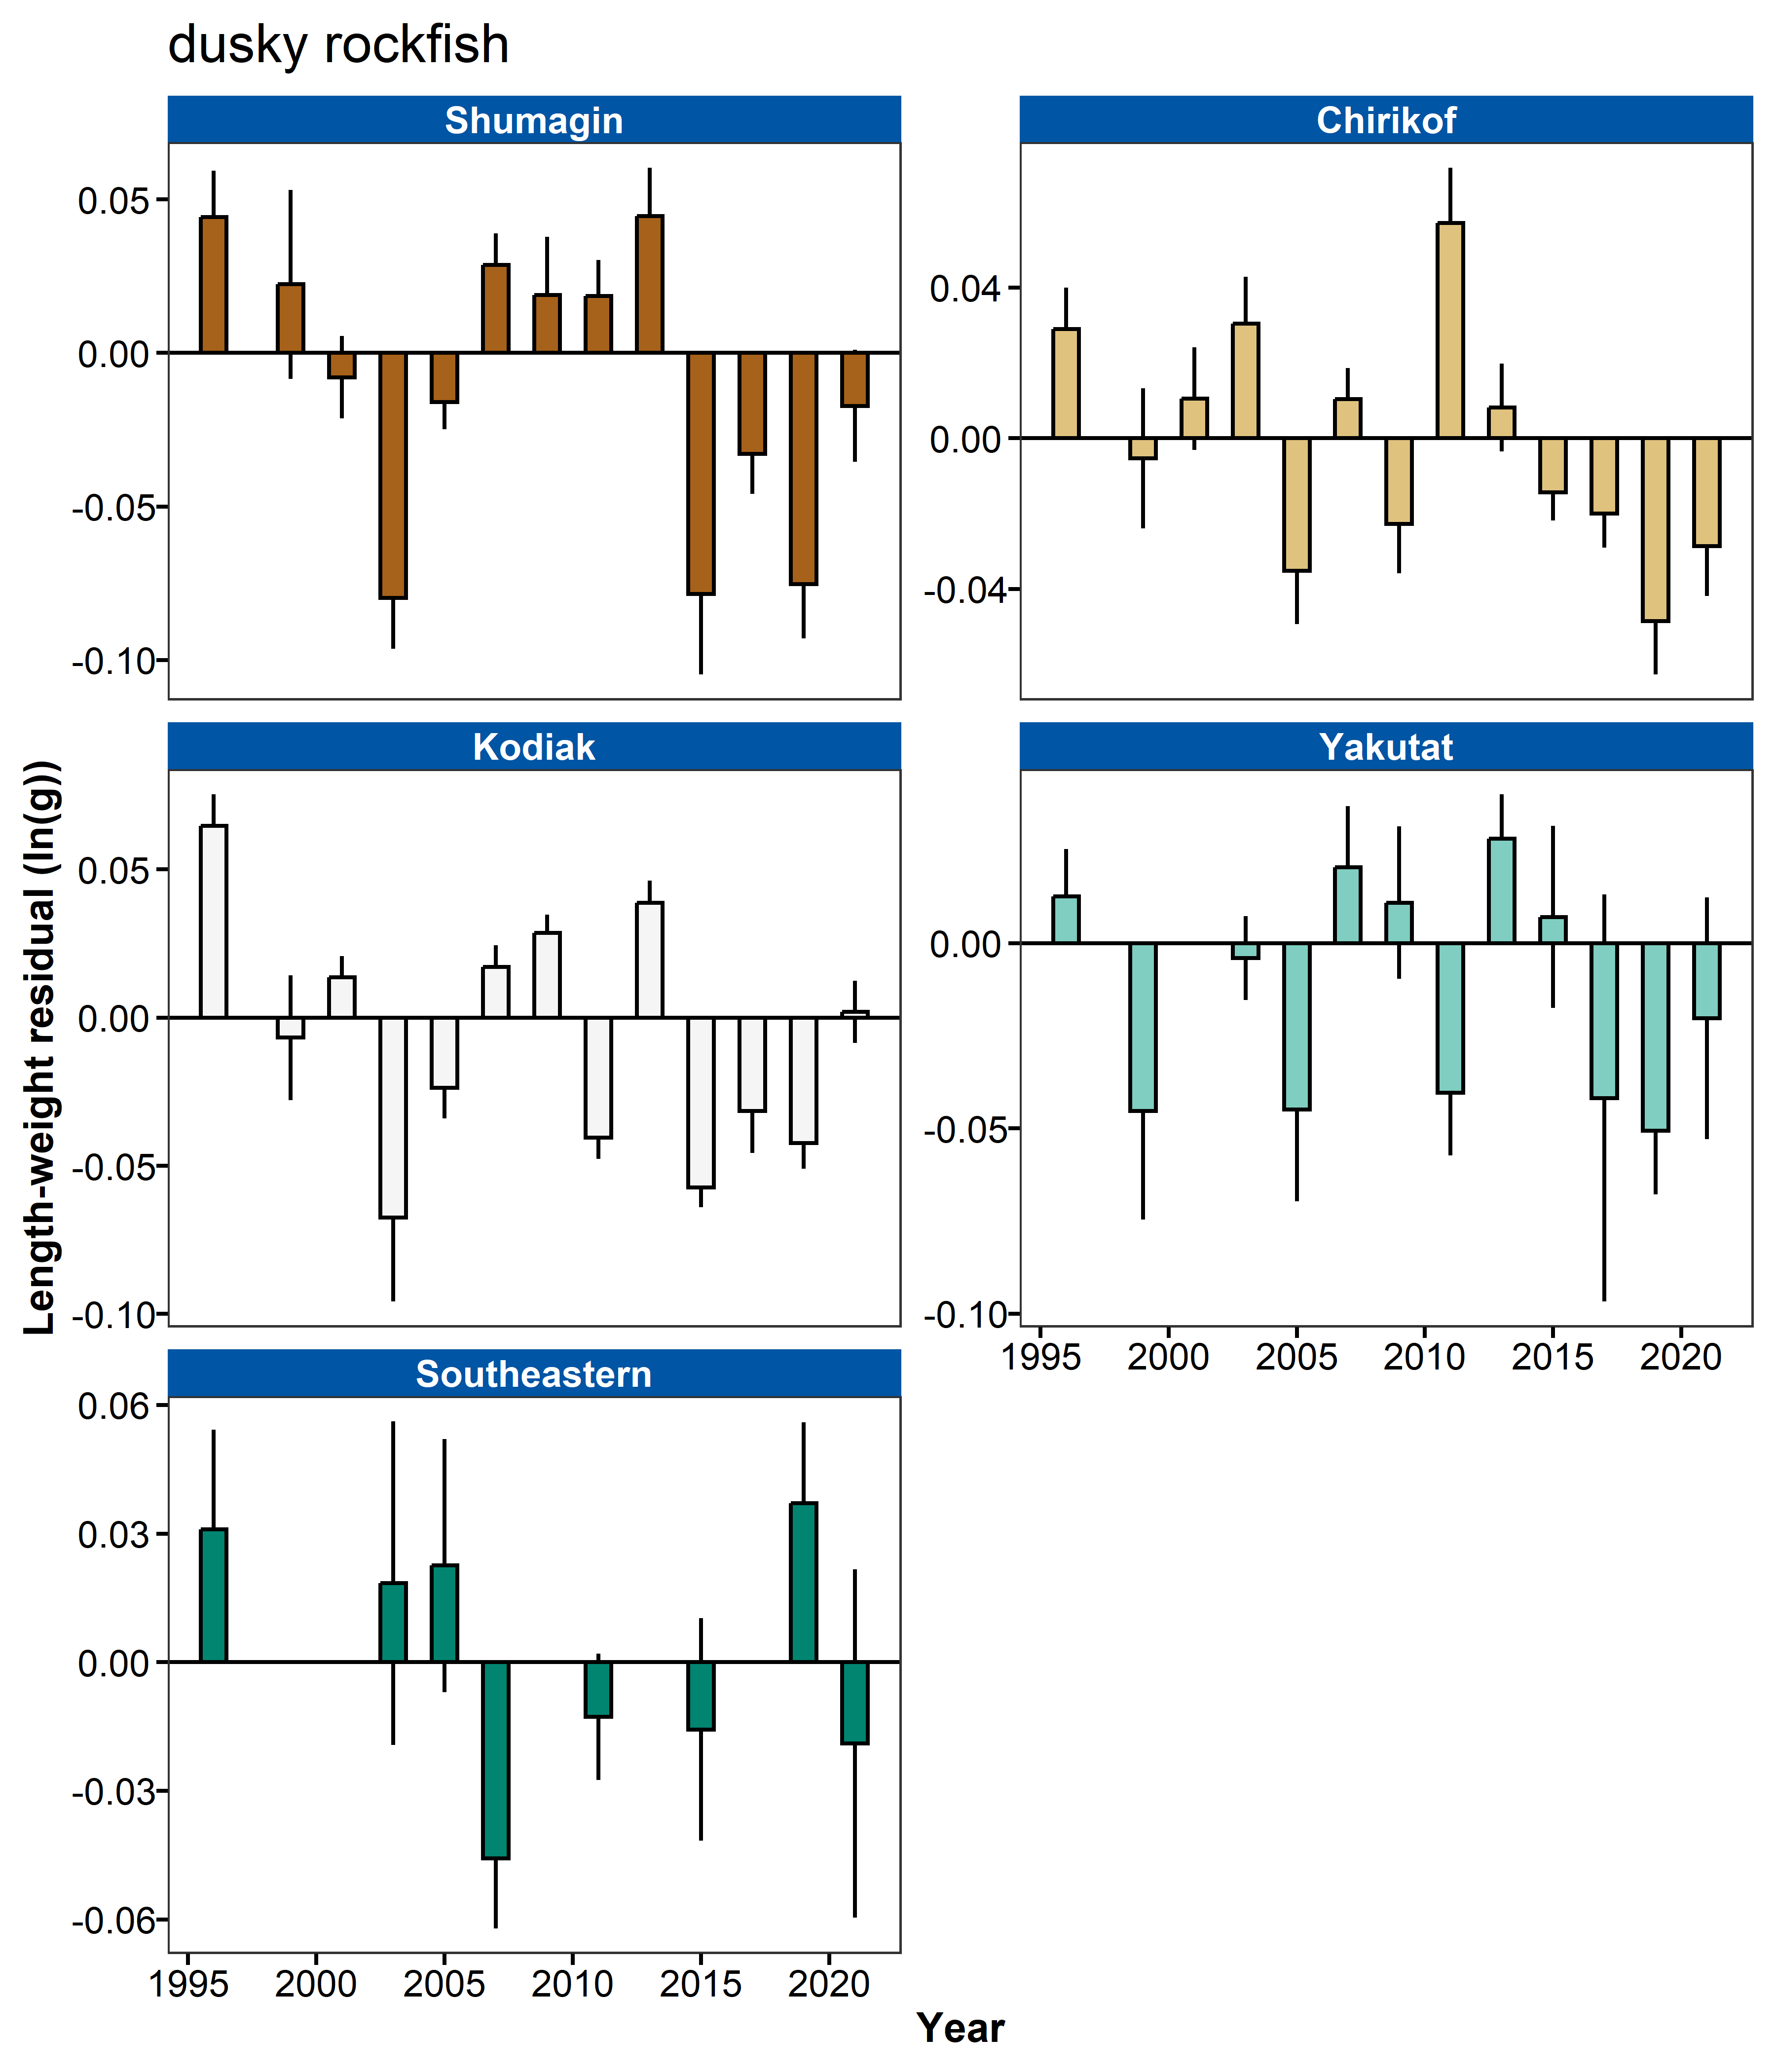 dusky rockfish
Shumagin
0.05
0.00
-0.05
-0.10
Chirikof
0.04
0.00
-0.04
Kodiak
0.05
0.00
-0.05
-0.10
Yakutat
0.00
-0.05
-0.10
1995 2000 2005 2010 2015 2020
Southeastern
0.06
0.03
0.00
-0.03
-0.06
1995 2000 2005 2010 2015 2020
Length-weight residual (ln(g))
Year